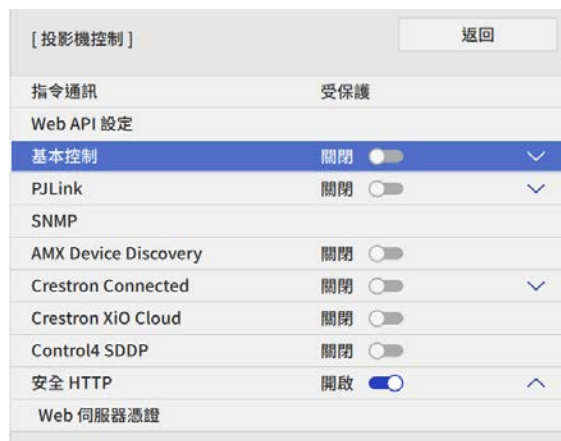 [ 投影機控制 ] 返回
指令通訊 受保護
Web API 設定
基本控制 關閉
PJLink 關閉
SNMP
AMX Device Discovery 關閉
Crestron Connected 關閉
Crestron XiO Cloud 關閉
Control4 SDDP 關閉
安全 HTTP 開啟
Web 伺服器憑證